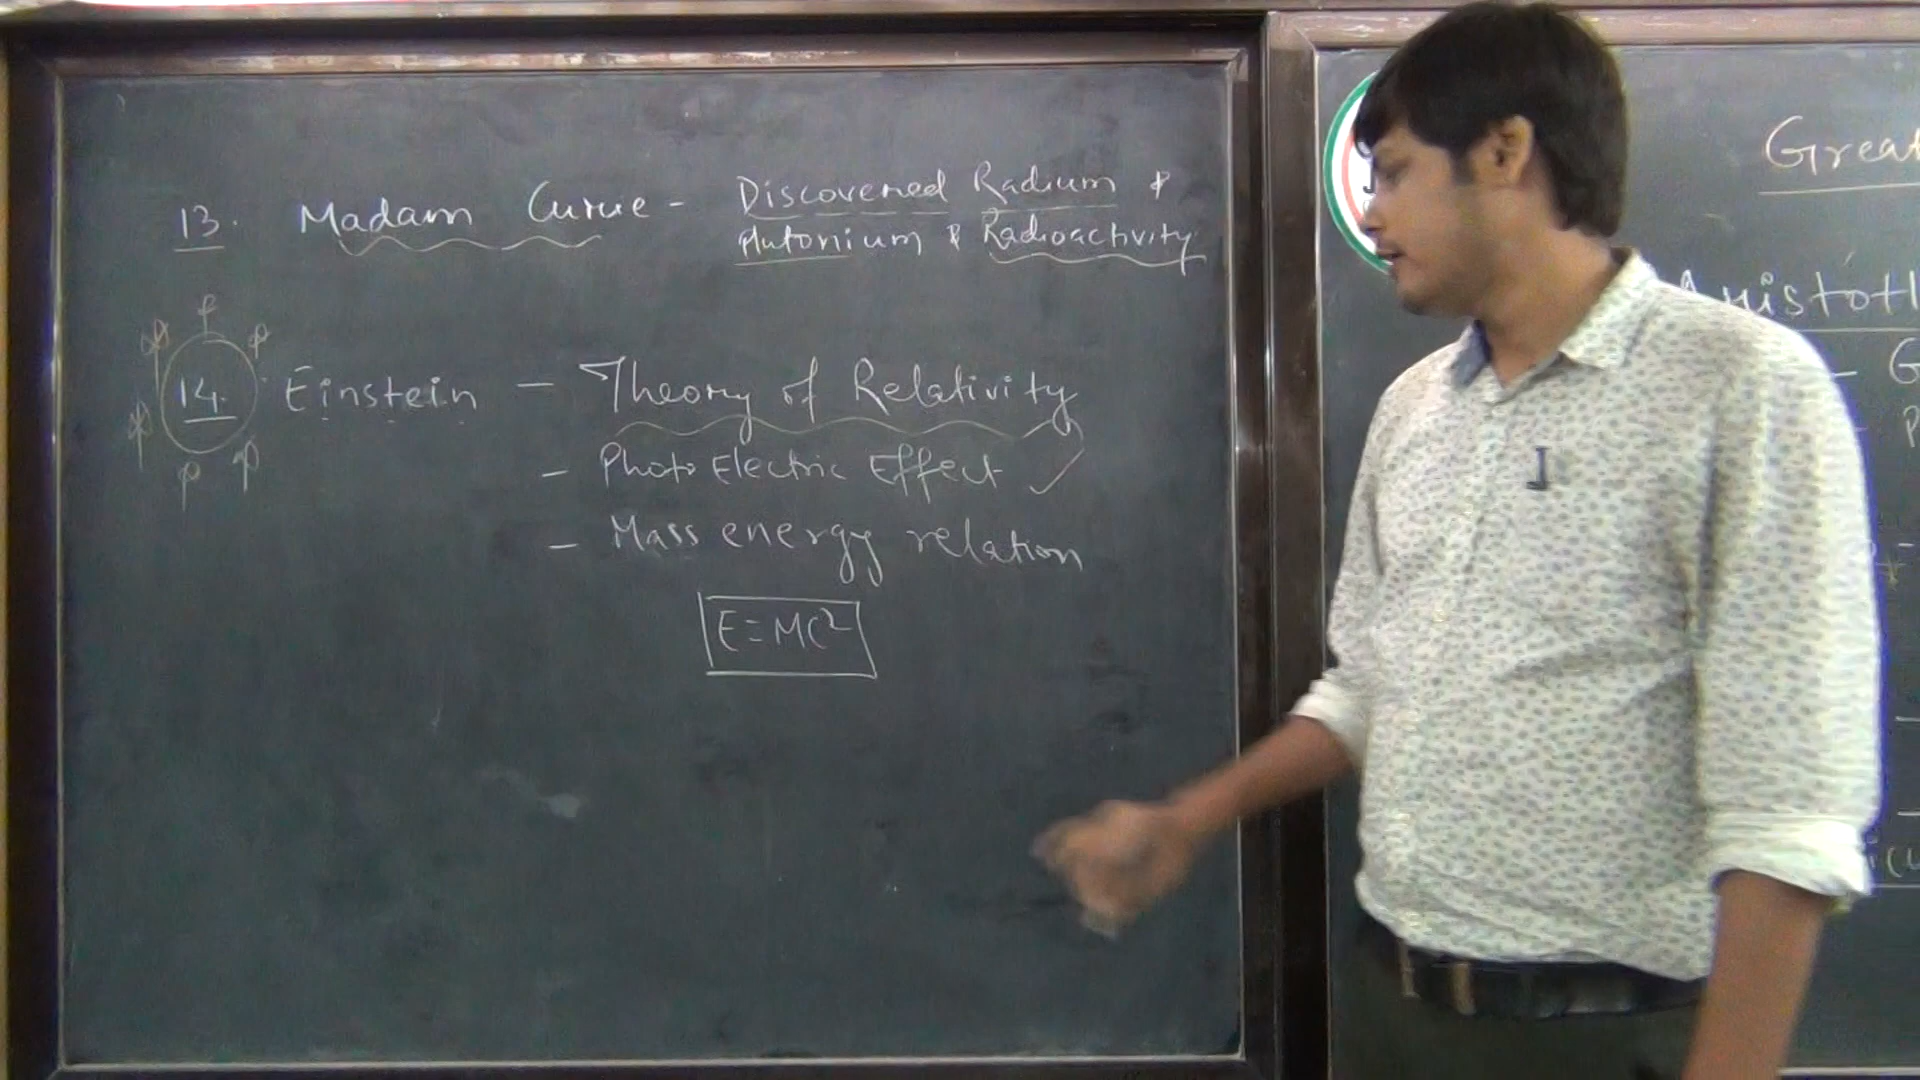 13. Madam Curie - Discovered Radium &
plutonium & Radioactivity
14. Einstein - Theory of Relativity
- Photo Electric Effect ✓
- Mass energy relation
E=MC²
Great
Aristotl